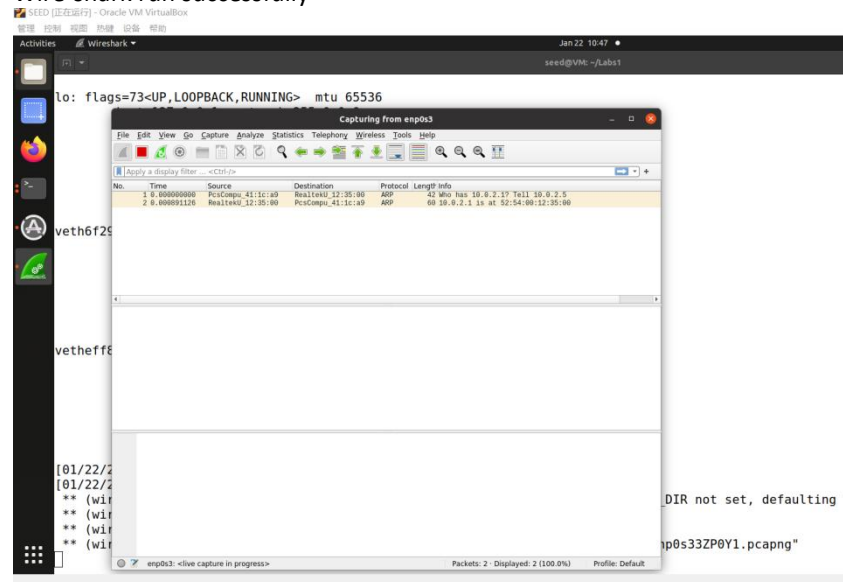 SEED [正在运行] - Oracle VM VirtualBox
管理 控制 视图 热键 设备 帮助
Activities Wireshark Jan 22 10:47
seed@VM: ~/Labs1
lo: flags=73<UP,LOOPBACK,RUNNING> mtu 65536
Capturing from enp0s3
File Edit View Go Capture Analyze Statistics Telephony Wireless Tools Help
Apply a display filter ... <Ctrl-/>
No. Time Source Destination Protocol Length Info
1 0.000000000 PcsCompu_41:1c:a9 RealtekU_12:35:00 ARP 42 Who has 10.0.2.1? Tell 10.0.2.5
2 0.000891126 RealtekU_12:35:00 PcsCompu_41:1c:a9 ARP 60 10.0.2.1 is at 52:54:00:12:35:00
veth6f29
vetheff8
[01/22/2
[01/22/2
** (wir _DIR not set, defaulting
** (wir
** (wir
** (wir np0s33ZP0Y1.pcapng"
enp0s3: <live capture in progress> Packets: 2 · Displayed: 2 (100.0%) Profile: Default